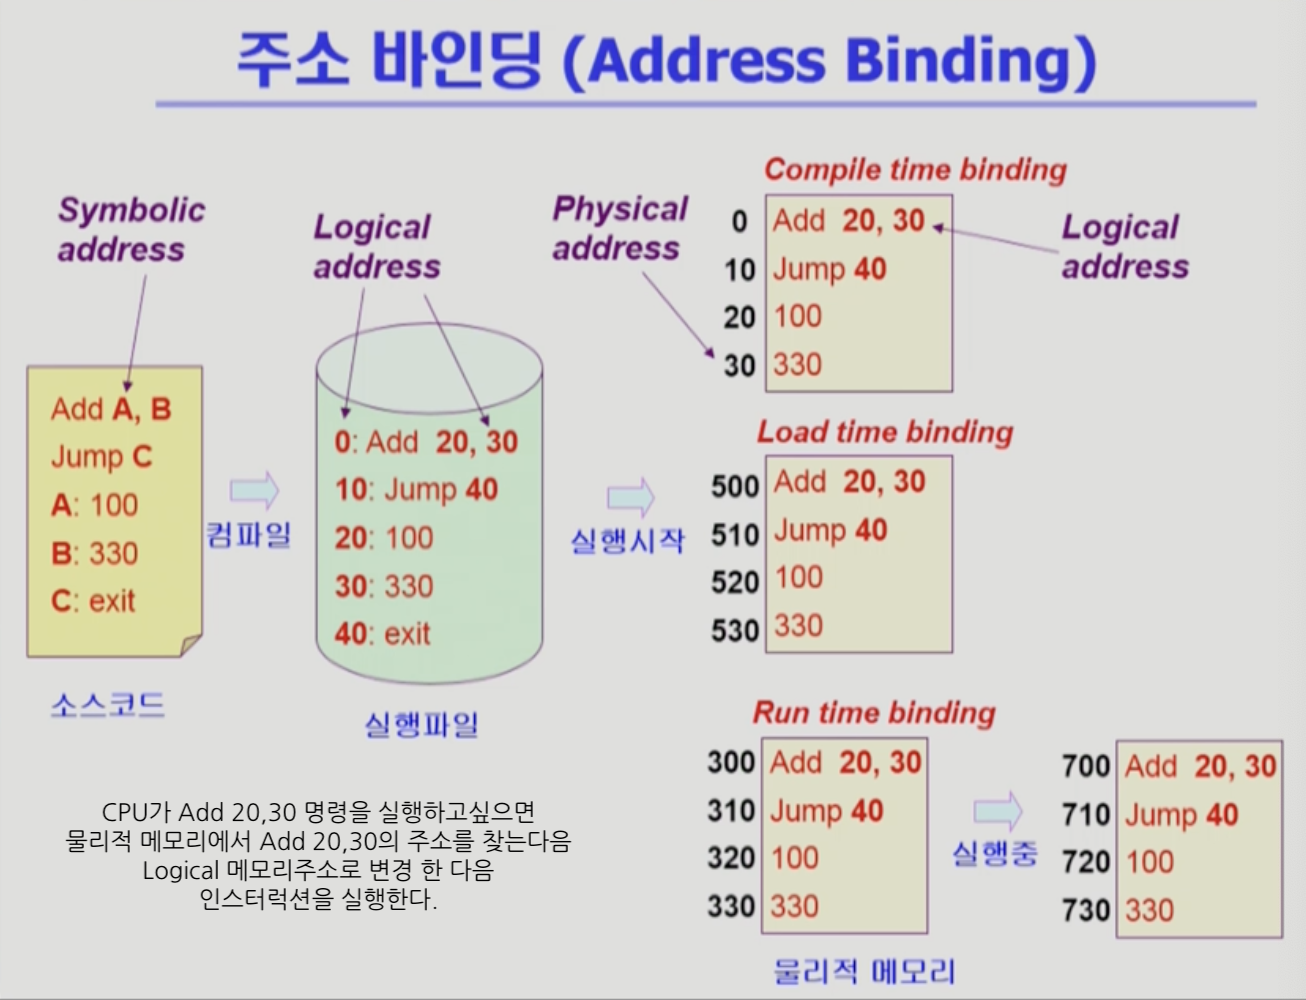 주소 바인딩 (Address Binding)
Symbolic
address
Add A, B
Jump C
A: 100
B: 330
C: exit
소스코드
컴파일
Logical
address
0: Add 20, 30
10: Jump 40
20: 100
30: 330
40: exit
실행파일
실행시작
Physical
address
Compile time binding
0 Add 20, 30
10 Jump 40
20 100
30 330
Logical
address
Load time binding
500 Add 20, 30
510 Jump 40
520 100
530 330
Run time binding
300 Add 20, 30
310 Jump 40
320 100
330 330
실행중
700 Add 20, 30
710 Jump 40
720 100
730 330
물리적 메모리
CPU가 Add 20,30 명령을 실행하고싶으면
물리적 메모리에서 Add 20,30의 주소를 찾는다음
Logical 메모리주소로 변경 한 다음
인스터럭션을 실행한다.